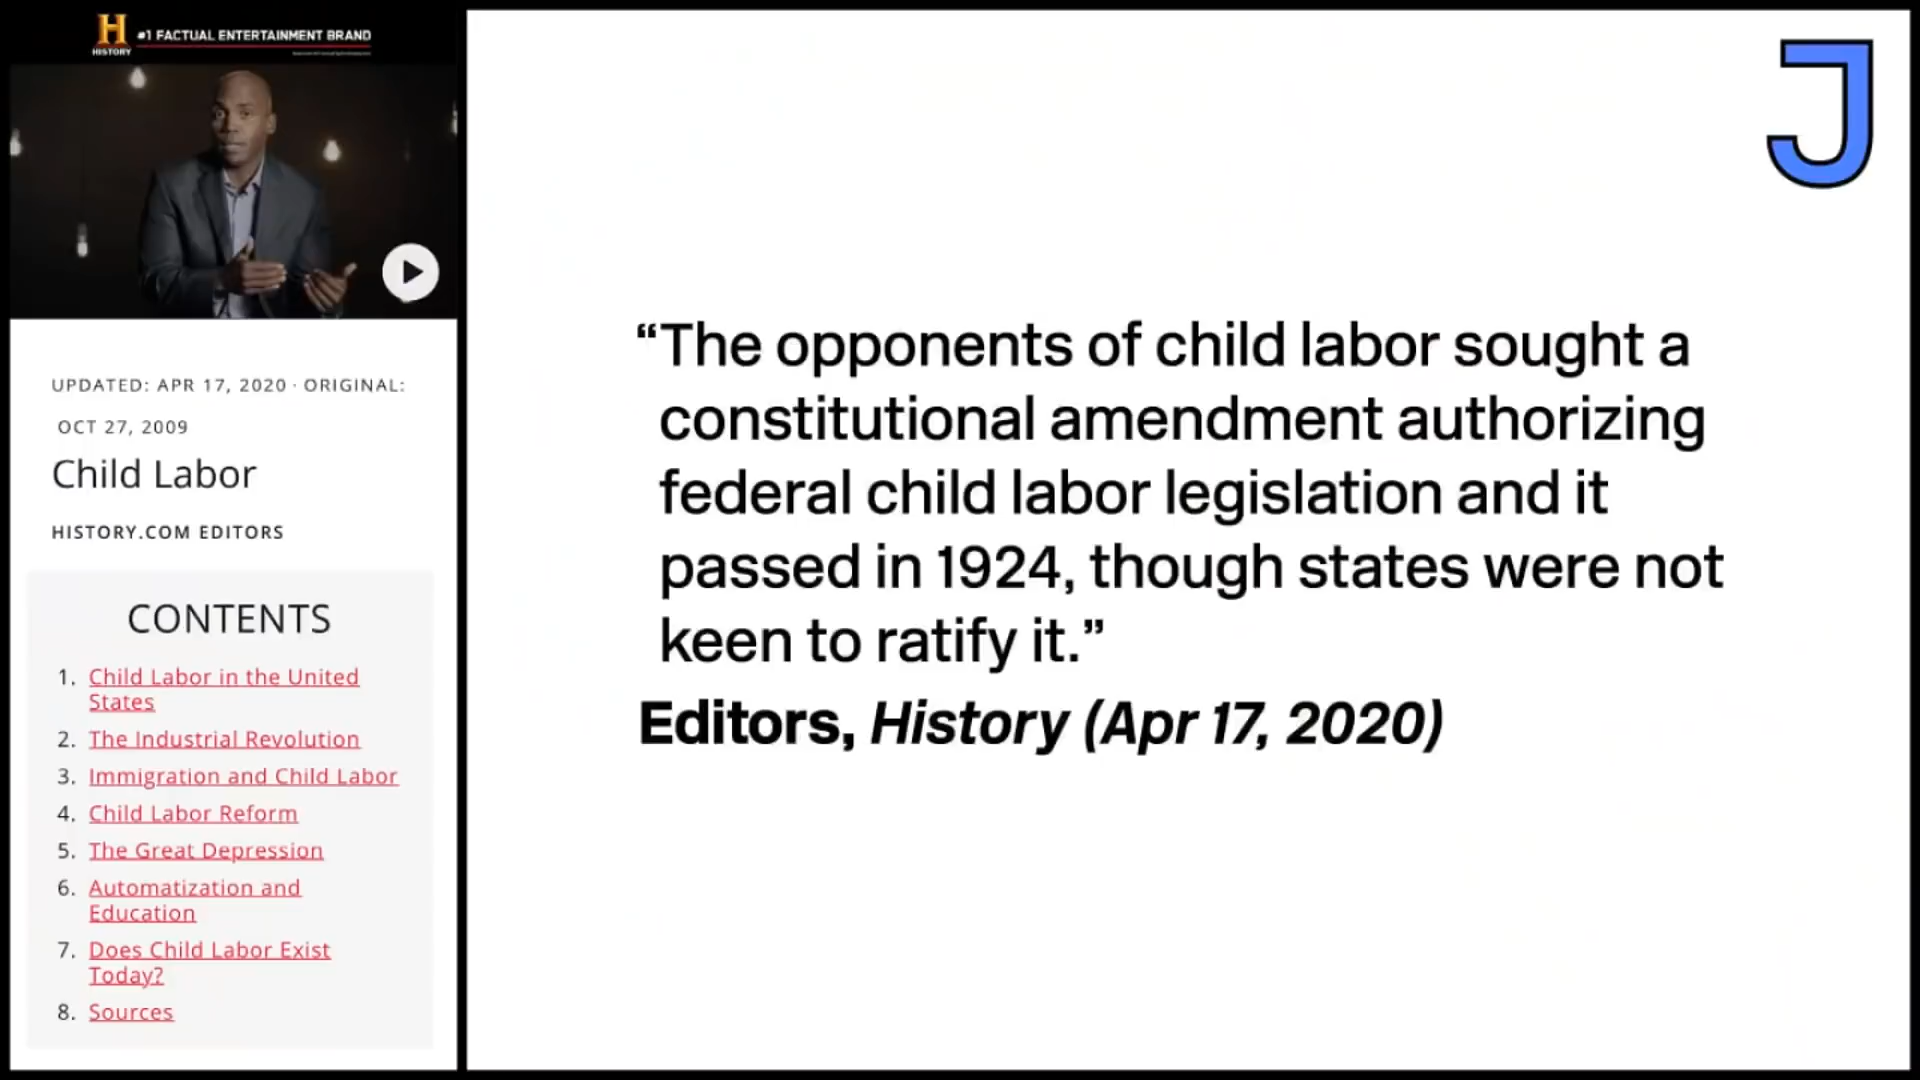 H
HISTORY
#1 FACTUAL ENTERTAINMENT BRAND
UPDATED: APR 17, 2020 · ORIGINAL:
OCT 27, 2009
Child Labor
HISTORY.COM EDITORS
CONTENTS
1. Child Labor in the United
States
2. The Industrial Revolution
3. Immigration and Child Labor
4. Child Labor Reform
5. The Great Depression
6. Automatization and
Education
7. Does Child Labor Exist
Today?
8. Sources
J
“The opponents of child labor sought a
constitutional amendment authorizing
federal child labor legislation and it
passed in 1924, though states were not
keen to ratify it.”
Editors, History (Apr 17, 2020)